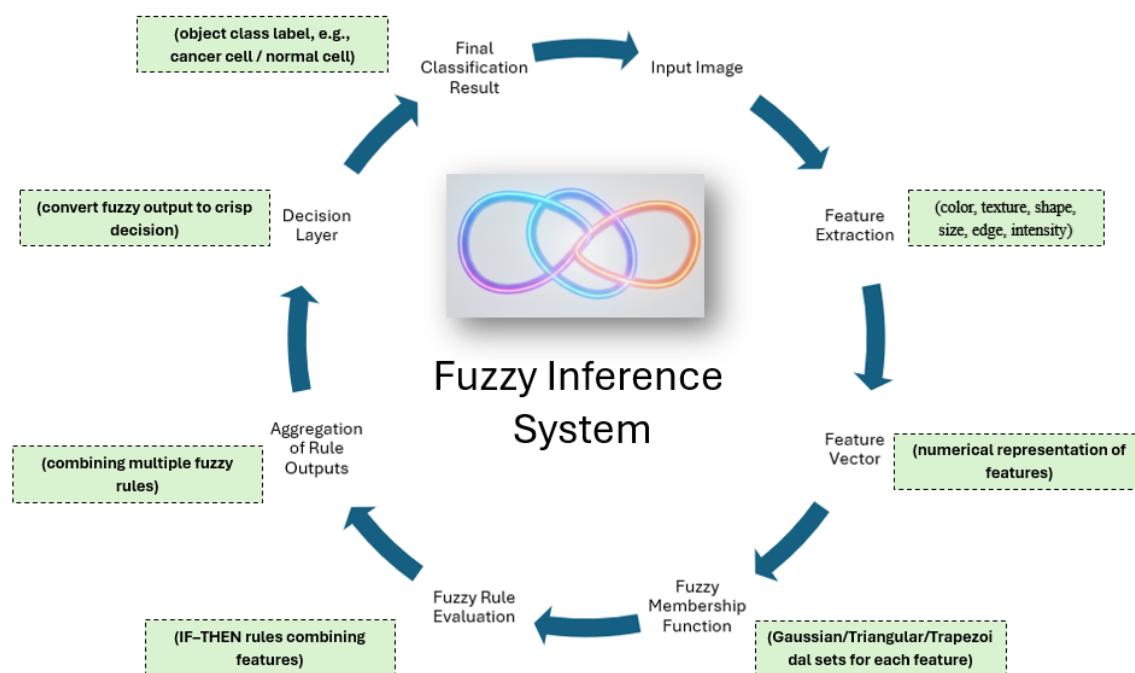 (object class label, e.g.,
cancer cell / normal cell)
Final
Classification
Result
Input Image
(convert fuzzy output to crisp
decision)
Decision
Layer
Feature
Extraction
(color, texture, shape,
size, edge, intensity)
Fuzzy Inference
System
Aggregation
of Rule
Outputs
(combining multiple fuzzy
rules)
Feature
Vector
(numerical representation of
features)
Fuzzy Rule
Evaluation
(IF–THEN rules combining
features)
Fuzzy
Membership
Function
(Gaussian/Triangular/Trapezoi
dal sets for each feature)